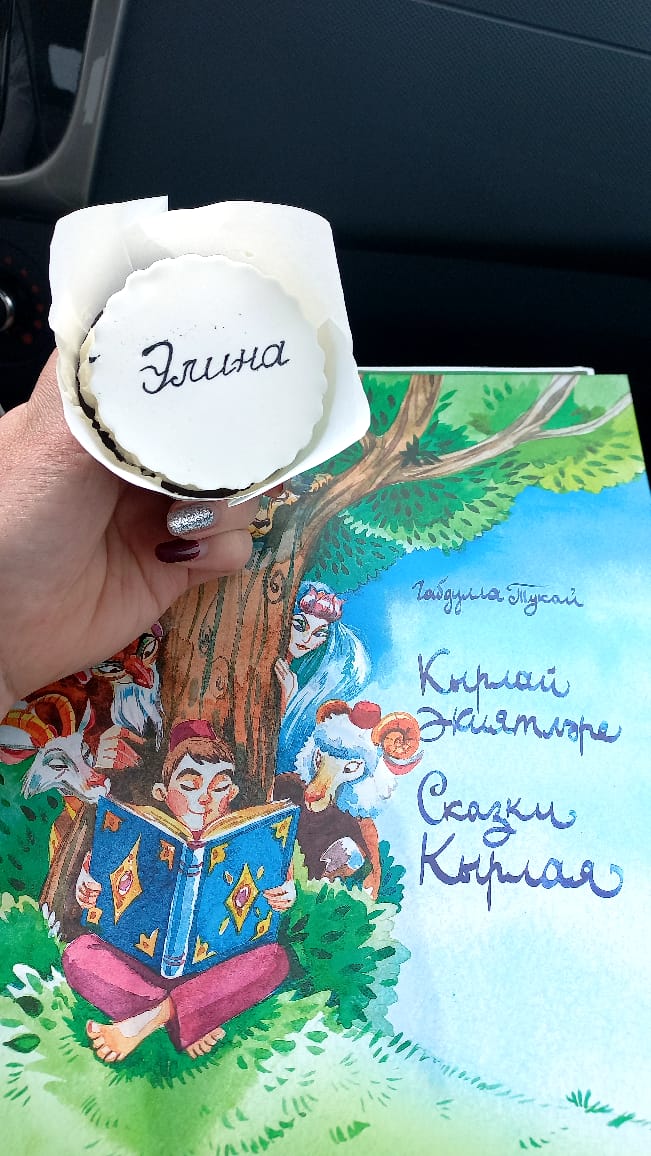 Элина
Габдулла Тукай
Кырлай
әкиятләре
Сказки
Кырлая